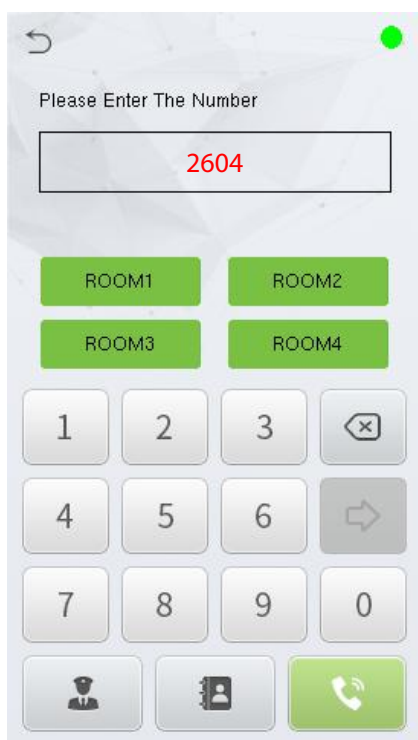 Please Enter The Number
2604
ROOM1 ROOM2
ROOM3 ROOM4
1 2 3
4 5 6
7 8 9 0